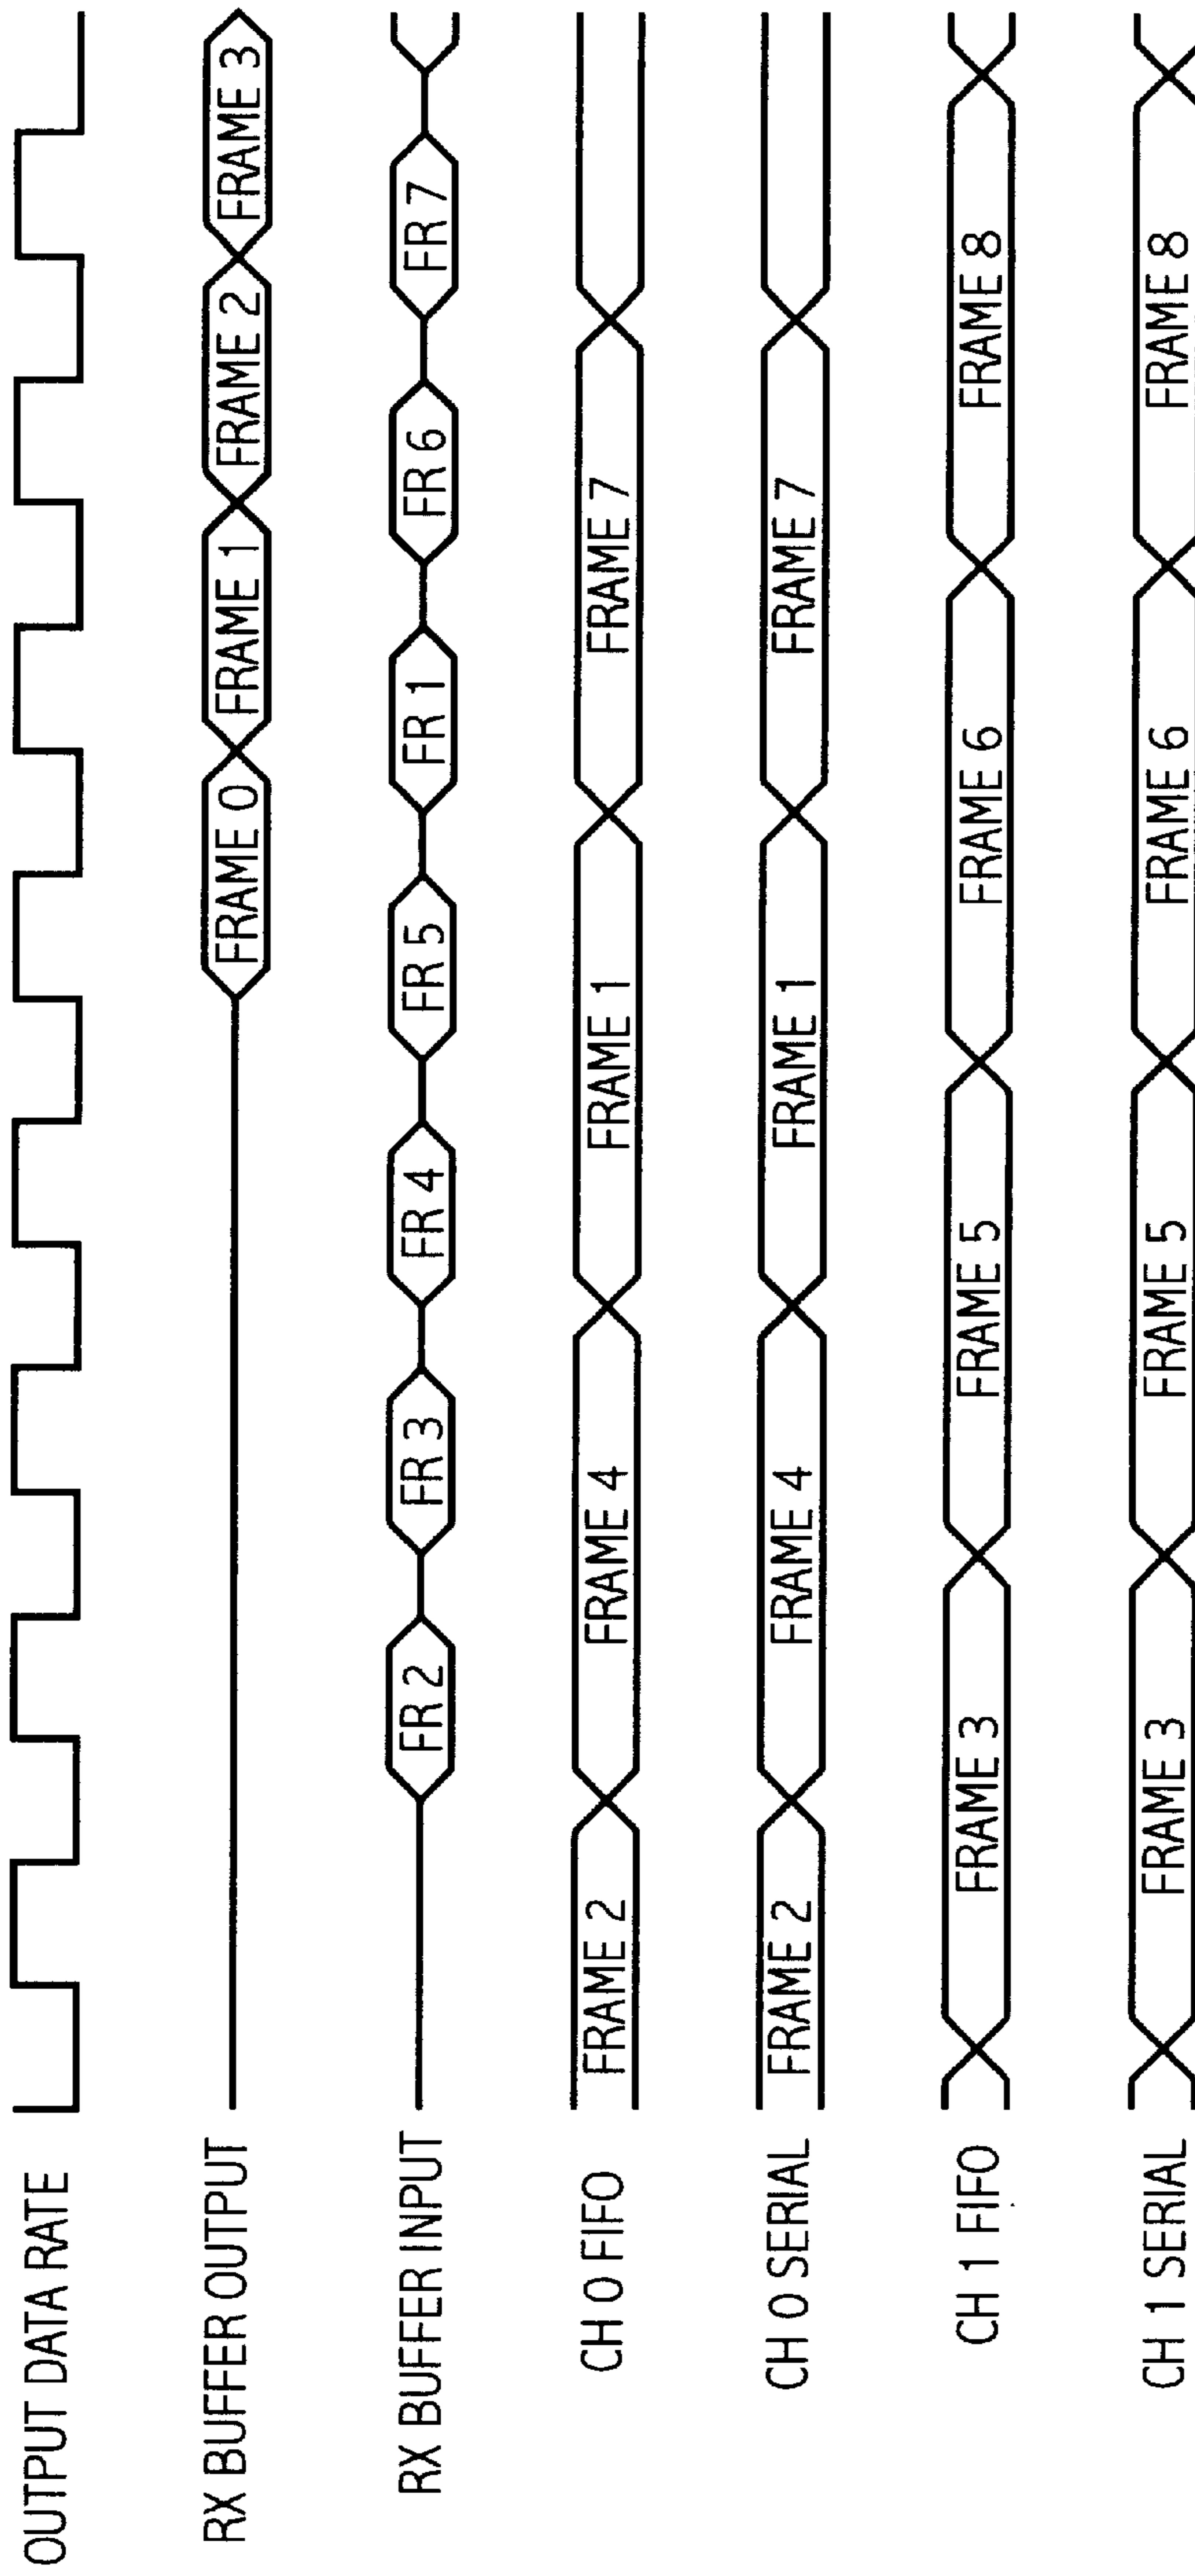 OUTPUT DATA RATE
RX BUFFER OUTPUT FRAME 0 FRAME 1 FRAME 2 FRAME 3
RX BUFFER INPUT FR 2 FR 3 FR 4 FR 5 FR 1 FR 6 FR 7
CH 0 FIFO FRAME 2 FRAME 4 FRAME 1 FRAME 7
CH 0 SERIAL FRAME 2 FRAME 4 FRAME 1 FRAME 7
CH 1 FIFO FRAME 3 FRAME 5 FRAME 6 FRAME 8
CH 1 SERIAL FRAME 3 FRAME 5 FRAME 6 FRAME 8